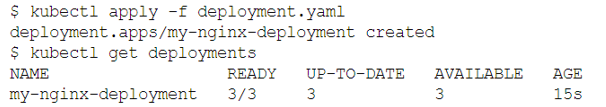 $ kubectl apply -f deployment.yaml
deployment.apps/my-nginx-deployment created
$ kubectl get deployments
NAME                  READY   UP-TO-DATE   AVAILABLE   AGE
my-nginx-deployment   3/3     3            3           15s